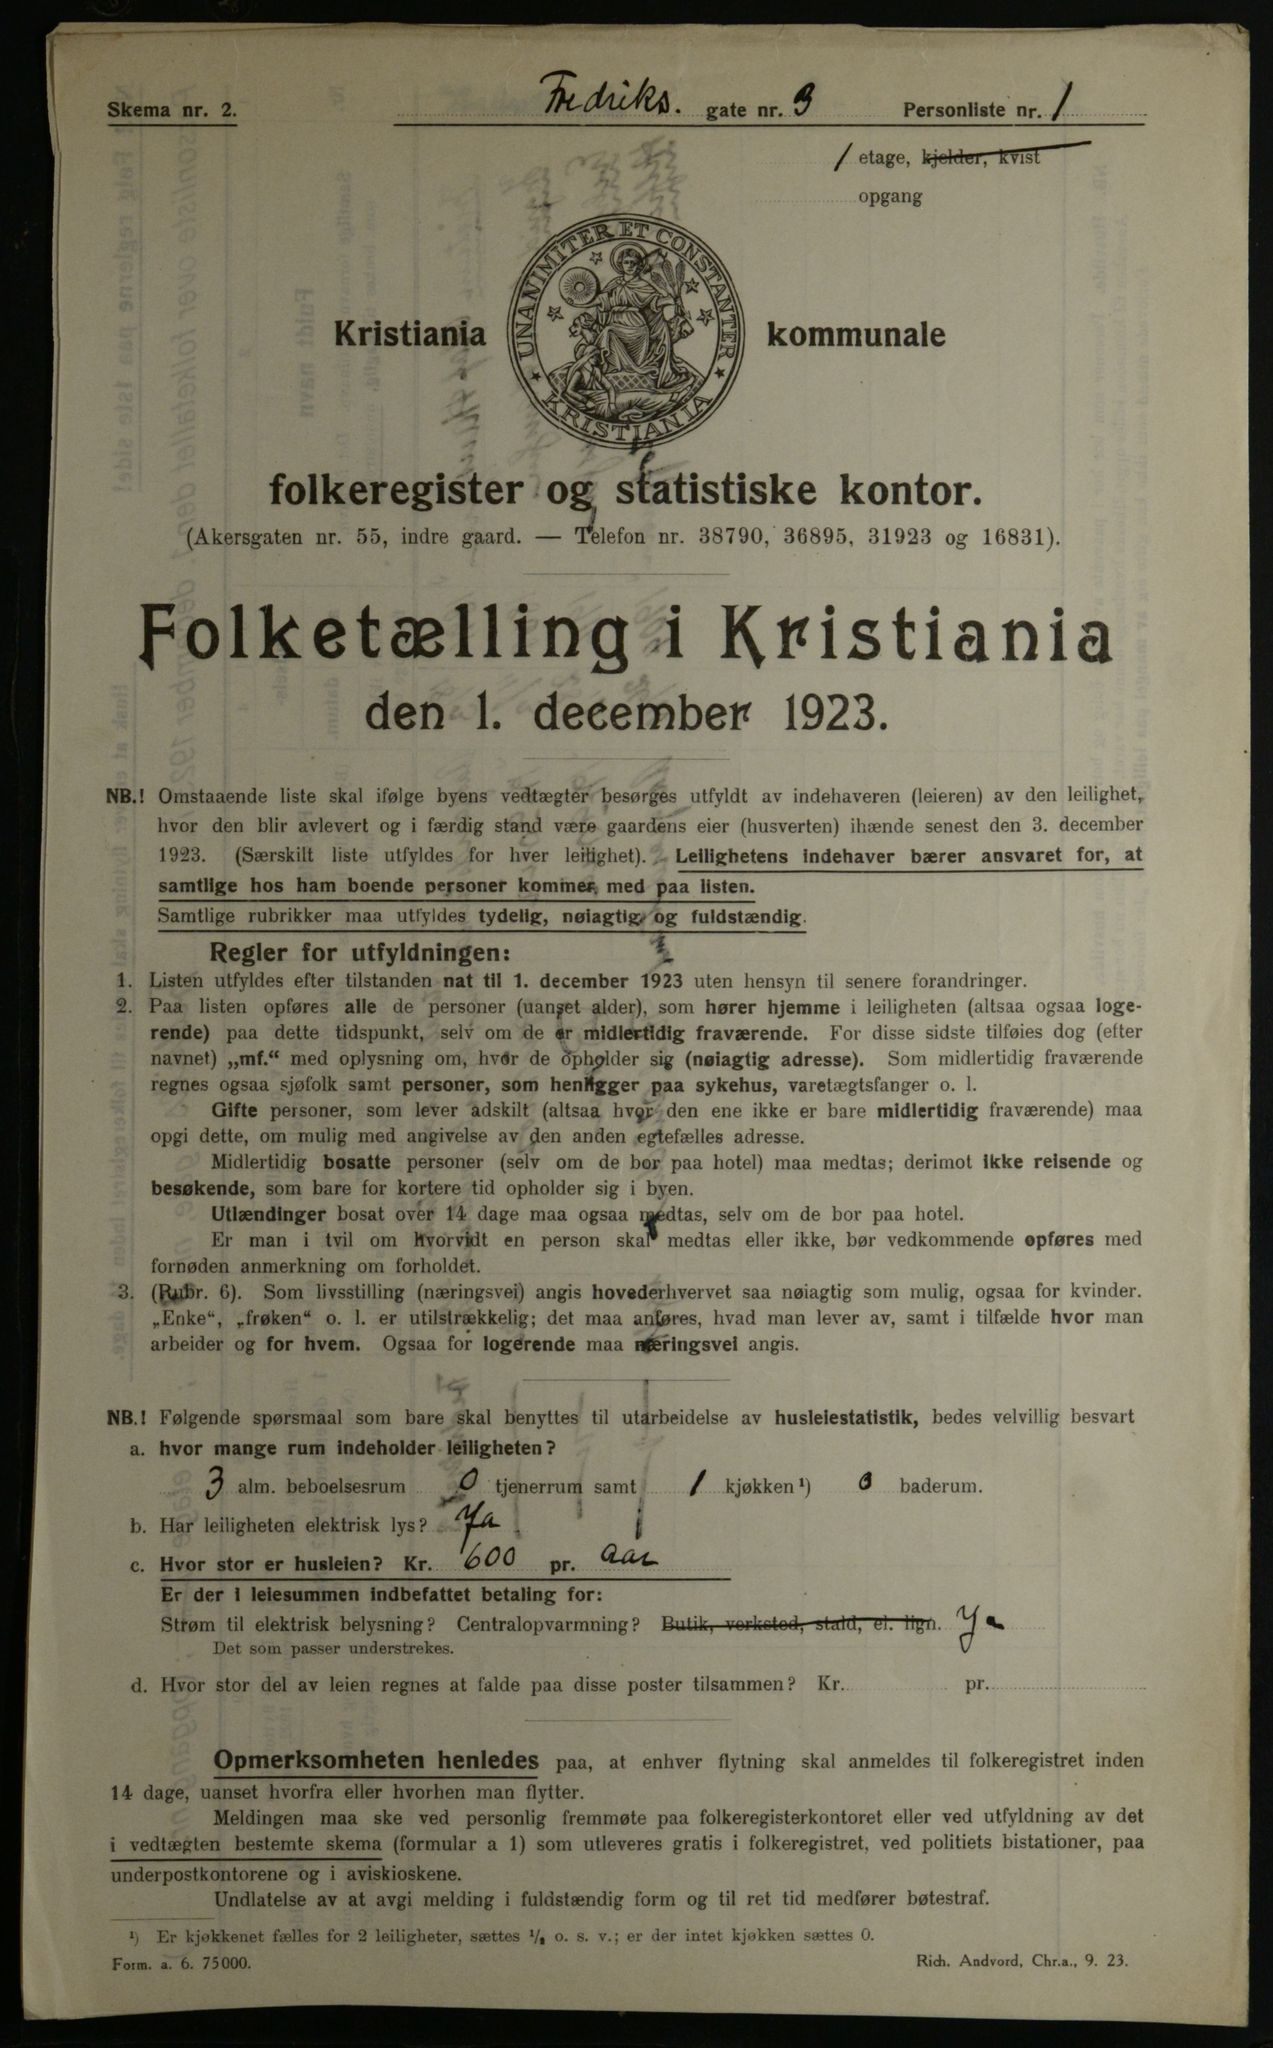 Skema nr. 2. Fredriks. gate nr. 3 Personliste nr. 1
1 etage, kjelder, kvist
opgang
UNANIMITER ET CONSTANTER
KRISTIANIA
Kristiania kommunale
folkeregister og statistiske kontor.
(Akersgaten nr. 55, indre gaard. — Telefon nr. 38790, 36895, 31923 og 16831).
Folketælling i Kristiania
den 1. december 1923.
NB.! Omstaaende liste skal ifølge byens vedtægter besørges utfyldt av indehaveren (leieren) av den leilighet,
hvor den blir avlevert og i færdig stand være gaardens eier (husverten) ihænde senest den 3. december
1923. (Særskilt liste utfyldes for hver leilighet). Leilighetens indehaver bærer ansvaret for, at
samtlige hos ham boende personer kommer med paa listen.
Samtlige rubrikker maa utfyldes tydelig, nøiagtig og fuldstændig.
Regler for utfyldningen:
1. Listen utfyldes efter tilstanden nat til 1. december 1923 uten hensyn til senere forandringer.
2. Paa listen opføres alle de personer (uanset alder), som hører hjemme i leiligheten (altsaa ogsaa loge-
rende) paa dette tidspunkt, selv om de er midlertidig fraværende. For disse sidste tilføies dog (efter
navnet) „mf.“ med oplysning om, hvor de opholder sig (nøiagtig adresse). Som midlertidig fraværende
regnes ogsaa sjøfolk samt personer, som henligger paa sykehus, varetægtsfanger o. l.
Gifte personer, som lever adskilt (altsaa hvor den ene ikke er bare midlertidig fraværende) maa
opgi dette, om mulig med angivelse av den anden egtefælles adresse.
Midlertidig bosatte personer (selv om de bor paa hotel) maa medtas; derimot ikke reisende og
besøkende, som bare for kortere tid opholder sig i byen.
Utlændinger bosat over 14 dage maa ogsaa medtas, selv om de bor paa hotel.
Er man i tvil om hvorvidt en person skal medtas eller ikke, bør vedkommende opføres med
fornøden anmerkning om forholdet.
3. (Rubr. 6). Som livsstilling (næringsvei) angis hovederhvervet saa nøiagtig som mulig, ogsaa for kvinder.
„Enke“, „frøken“ o. l. er utilstrækkelig; det maa anføres, hvad man lever av, samt i tilfælde hvor man
arbeider og for hvem. Ogsaa for logerende maa næringsvei angis.
NB.! Følgende spørsmaal som bare skal benyttes til utarbeidelse av husleiestatistik, bedes velvillig besvart
a. hvor mange rum indeholder leiligheten?
3 alm. beboelsesrum 0 tjenerrum samt 1 kjøkken¹) 0 baderum.
b. Har leiligheten elektrisk lys? Ja
c. Hvor stor er husleien? Kr. 600 pr. Aar
Er der i leiesummen indbefattet betaling for:
Strøm til elektrisk belysning? Centralopvarmning? Butik, verksted, stald, el. lign. Ja
Det som passer understrekes.
d. Hvor stor del av leien regnes at falde paa disse poster tilsammen? Kr. pr.
Opmerksomheten henledes paa, at enhver flytning skal anmeldes til folkeregistret inden
14 dage, uanset hvorfra eller hvorhen man flytter.
Meldingen maa ske ved personlig fremmøte paa folkeregisterkontoret eller ved utfyldning av det
i vedtægten bestemte skema (formular a 1) som utleveres gratis i folkeregistret, ved politiets bistationer, paa
underpostkontorene og i aviskioskene.
Undlatelse av at avgi melding i fuldstændig form og til ret tid medfører bøtestraf.
¹) Er kjøkkenet fælles for 2 leiligheter, sættes ½ o. s. v.; er der intet kjøkken sættes 0.
Form. a. 6. 75000. Rich. Andvord, Chr.a., 9. 23.